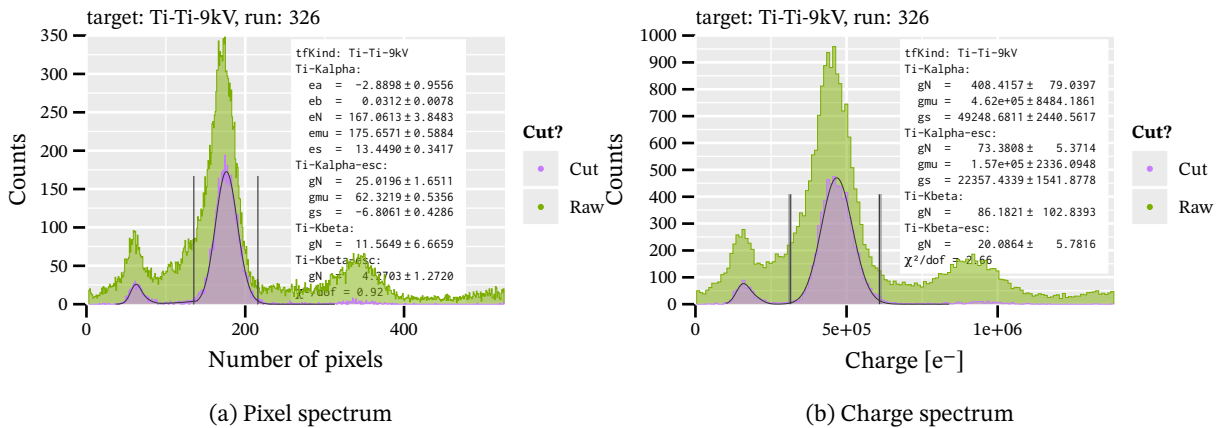 target: Ti-Ti-9kV, run: 326
350
300
250
200
150
100
50
0
Counts
0
200
400
Number of pixels
tfKind: Ti-Ti-9kV
Ti-Kalpha:
ea = -2.8898±0.9556
eb = 0.0312±0.0078
eN = 167.0613±3.8483
emu = 175.6571±0.5884
es = 13.4490±0.3417
Ti-Kalpha-esc:
gN = 25.0196±1.6511
gmu = 62.3219±0.5356
gs = -6.8061±0.4286
Ti-Kbeta:
gN = 11.5649±6.6659
Ti-Kbeta-esc:
gN = 4.2703±1.2720
χ²/dof = 0.92
Cut?
Cut
Raw
(a) Pixel spectrum
target: Ti-Ti-9kV, run: 326
1000
900
800
700
600
500
400
300
200
100
0
Counts
0
5e+05
1e+06
Charge [e⁻]
tfKind: Ti-Ti-9kV
Ti-Kalpha:
gN = 408.4157± 79.0397
gmu = 4.62e+05±8484.1861
gs = 49248.6811±2440.5617
Ti-Kalpha-esc:
gN = 73.3808± 5.3714
gmu = 1.57e+05±2336.0948
gs = 22357.4339±1541.8778
Ti-Kbeta:
gN = 86.1821± 102.8393
Ti-Kbeta-esc:
gN = 20.0864± 5.7816
χ²/dof = 2.66
Cut?
Cut
Raw
(b) Charge spectrum